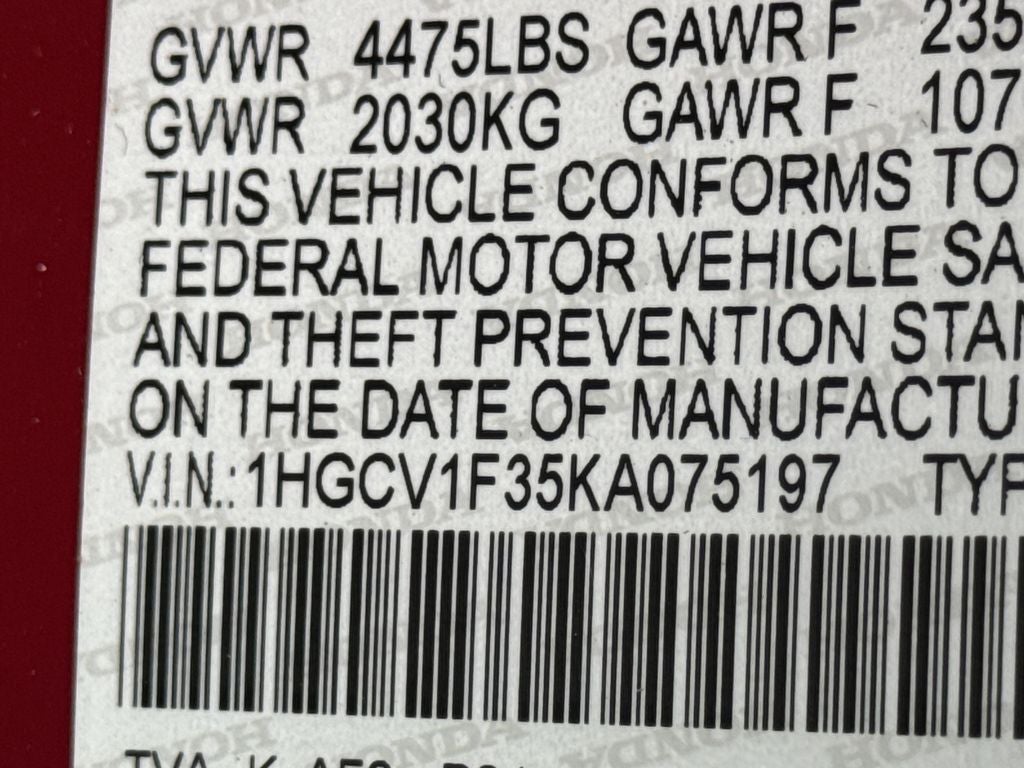 GVWR 4475LBS GAWR F 235
GVWR 2030KG GAWR F 107
THIS VEHICLE CONFORMS TO
FEDERAL MOTOR VEHICLE SA
AND THEFT PREVENTION STAN
ON THE DATE OF MANUFACTU
V.I.N.:1HGCV1F35KA075197 TYP